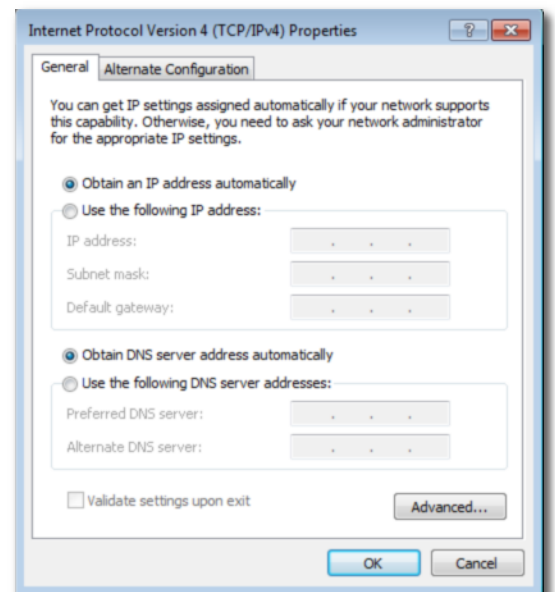 Internet Protocol Version 4 (TCP/IPv4) Properties
General
Alternate Configuration
You can get IP settings assigned automatically if your network supports
this capability. Otherwise, you need to ask your network administrator
for the appropriate IP settings.
Obtain an IP address automatically
Use the following IP address:
IP address:
Subnet mask:
Default gateway:
Obtain DNS server address automatically
Use the following DNS server addresses:
Preferred DNS server:
Alternate DNS server:
Validate settings upon exit
Advanced...
OK
Cancel